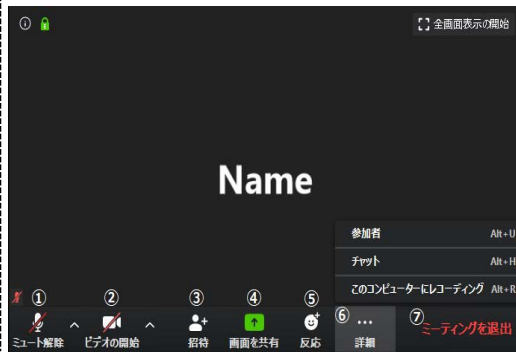 全画面表示の開始
Name
参加者 Alt+U
チャット Alt+H
このコンピューターにレコーディング Alt+R
① ② ③ ④ ⑤ ⑥ ⑦
ミュート解除 ビデオの開始 招待 画面を共有 反応 詳細 ミーティングを退出